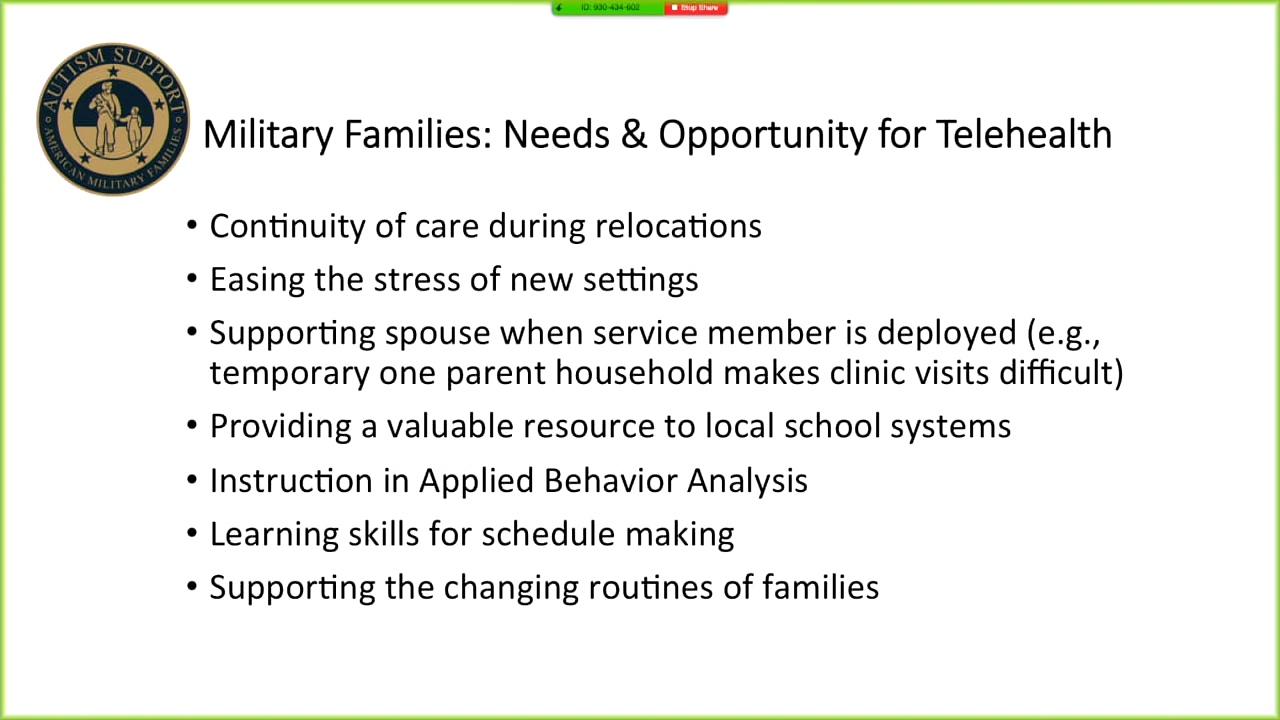 ID: 930-434-602
Stop Share
AUTISM SUPPORT
AMERICAN MILITARY FAMILIES
Military Families: Needs & Opportunity for Telehealth
• Continuity of care during relocations
• Easing the stress of new settings
• Supporting spouse when service member is deployed (e.g.,
temporary one parent household makes clinic visits difficult)
• Providing a valuable resource to local school systems
• Instruction in Applied Behavior Analysis
• Learning skills for schedule making
• Supporting the changing routines of families